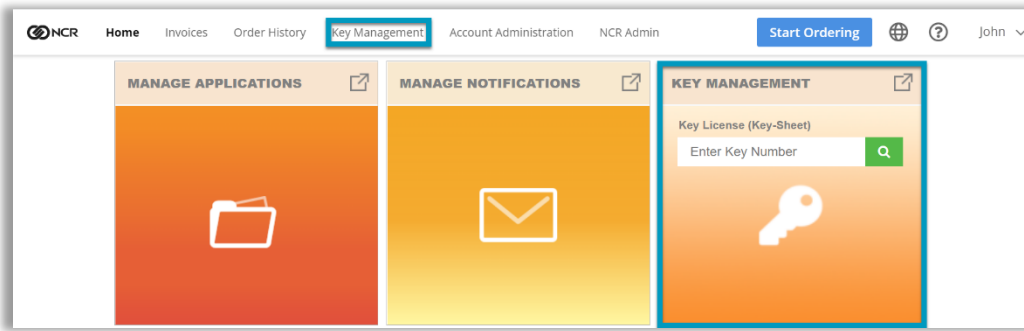 NCR Home Invoices Order History Key Management Account Administration NCR Admin Start Ordering ? John
MANAGE APPLICATIONS
MANAGE NOTIFICATIONS
KEY MANAGEMENT
Key License (Key-Sheet)
Enter Key Number